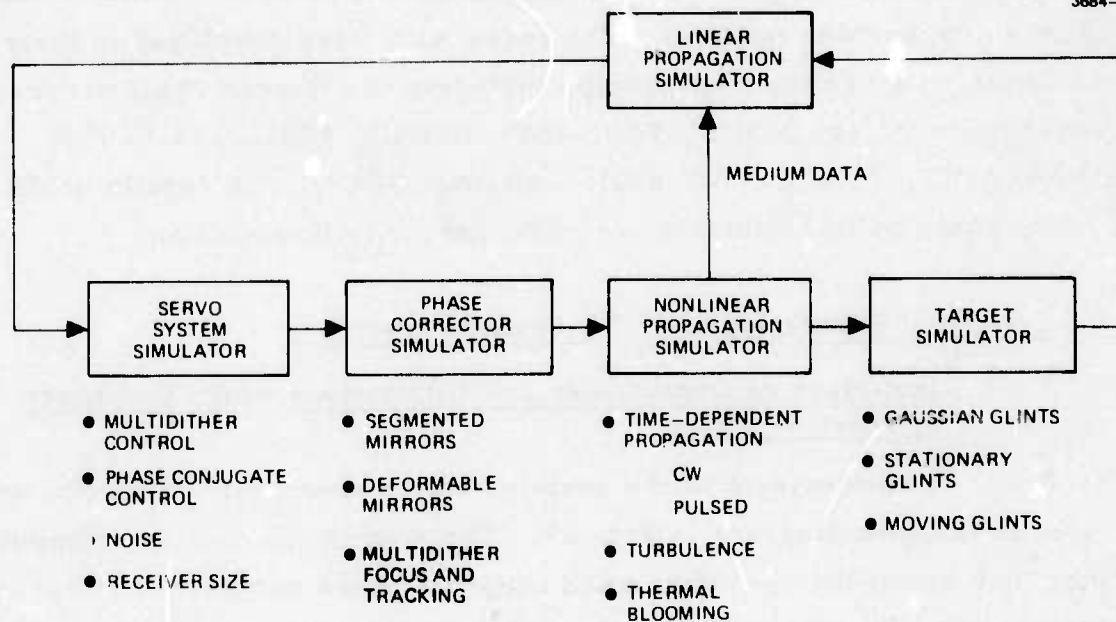 3684-
LINEAR
PROPAGATION
SIMULATOR
MEDIUM DATA
SERVO
SYSTEM
SIMULATOR
PHASE
CORRECTOR
SIMULATOR
NONLINEAR
PROPAGATION
SIMULATOR
TARGET
SIMULATOR
● MULTIDITHER
CONTROL
● PHASE CONJUGATE
CONTROL
● NOISE
● RECEIVER SIZE
● SEGMENTED
MIRRORS
● DEFORMABLE
MIRRORS
● MULTIDITHER
FOCUS AND
TRACKING
● TIME-DEPENDENT
PROPAGATION
CW
PULSED
● TURBULENCE
● THERMAL
BLOOMING
● GAUSSIAN GLINTS
● STATIONARY
GLINTS
● MOVING GLINTS